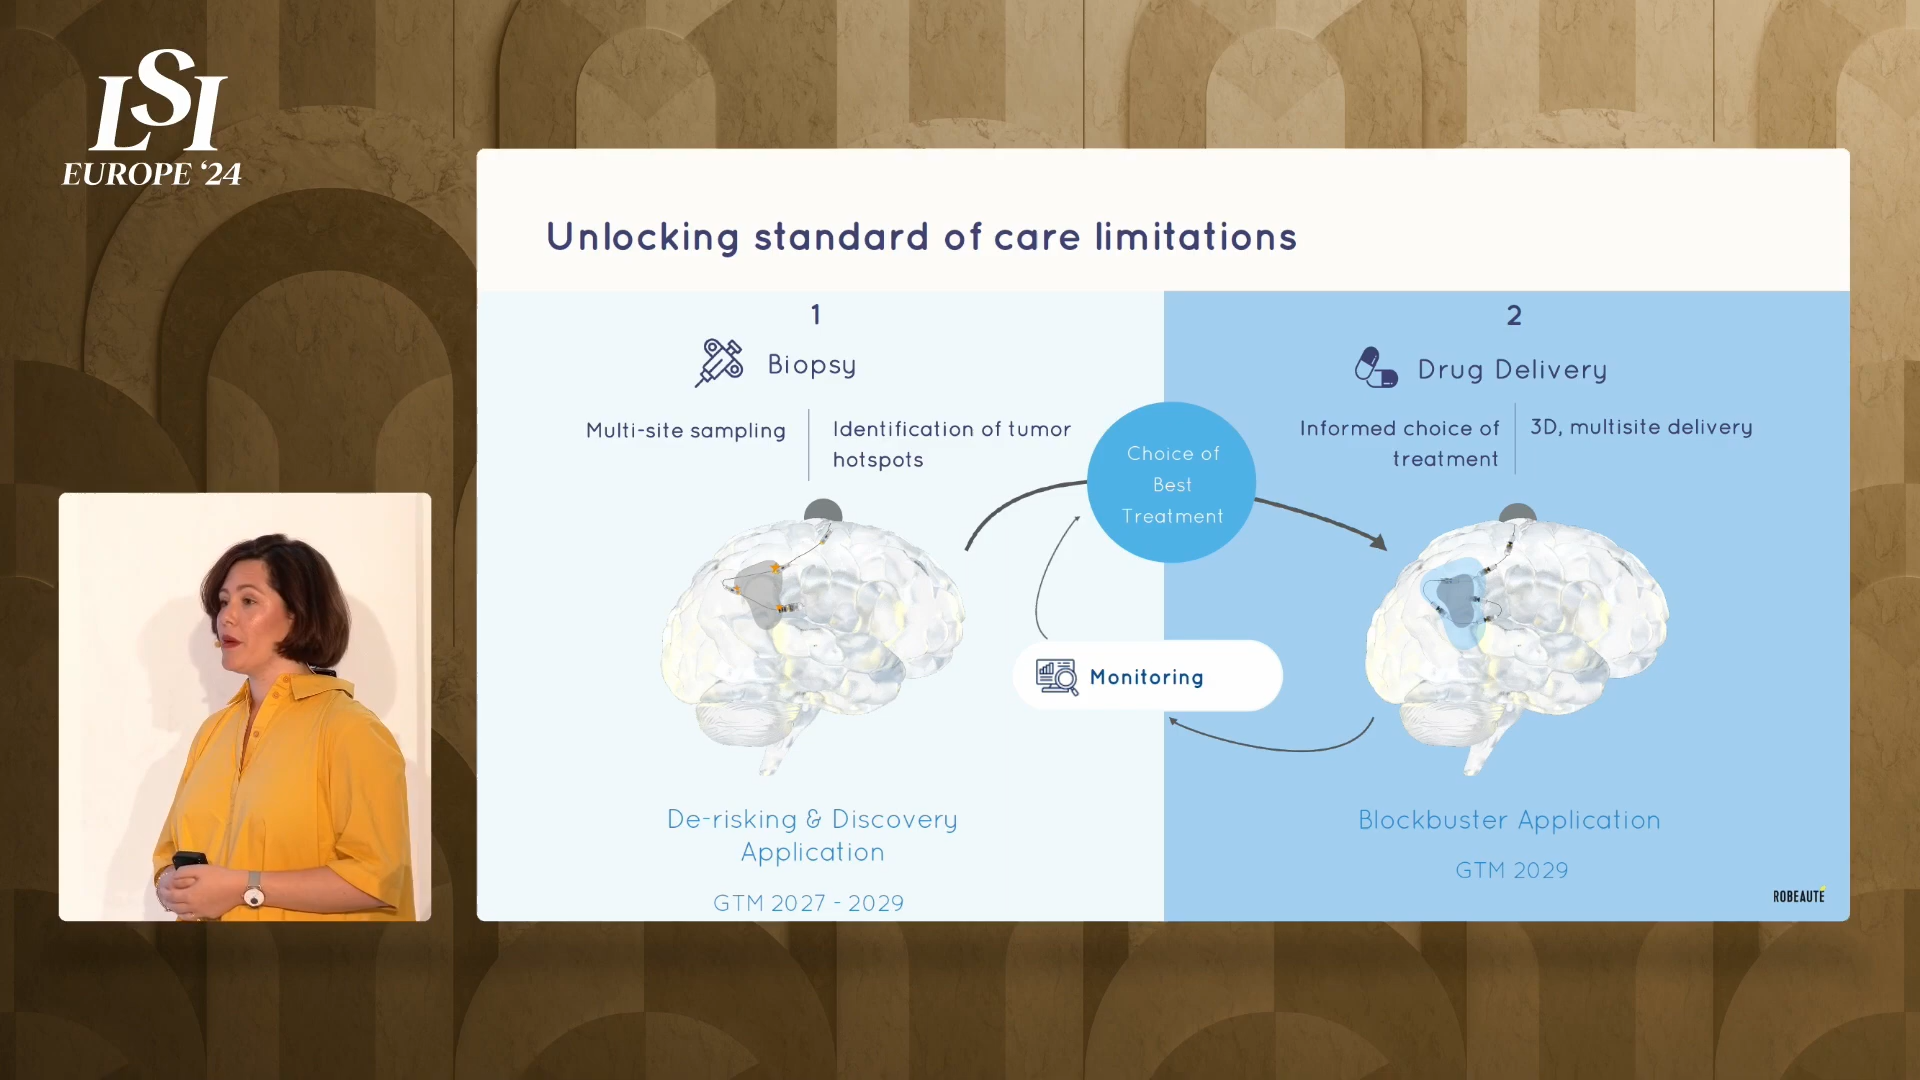 LSI
EUROPE ‘24
Unlocking standard of care limitations
1
Biopsy
Multi-site sampling
Identification of tumor
hotspots
De-risking & Discovery
Application
GTM 2027 - 2029
Choice of
Best
Treatment
Monitoring
2
Drug Delivery
Informed choice of
treatment
3D, multisite delivery
Blockbuster Application
GTM 2029
ROBEAUTÉ